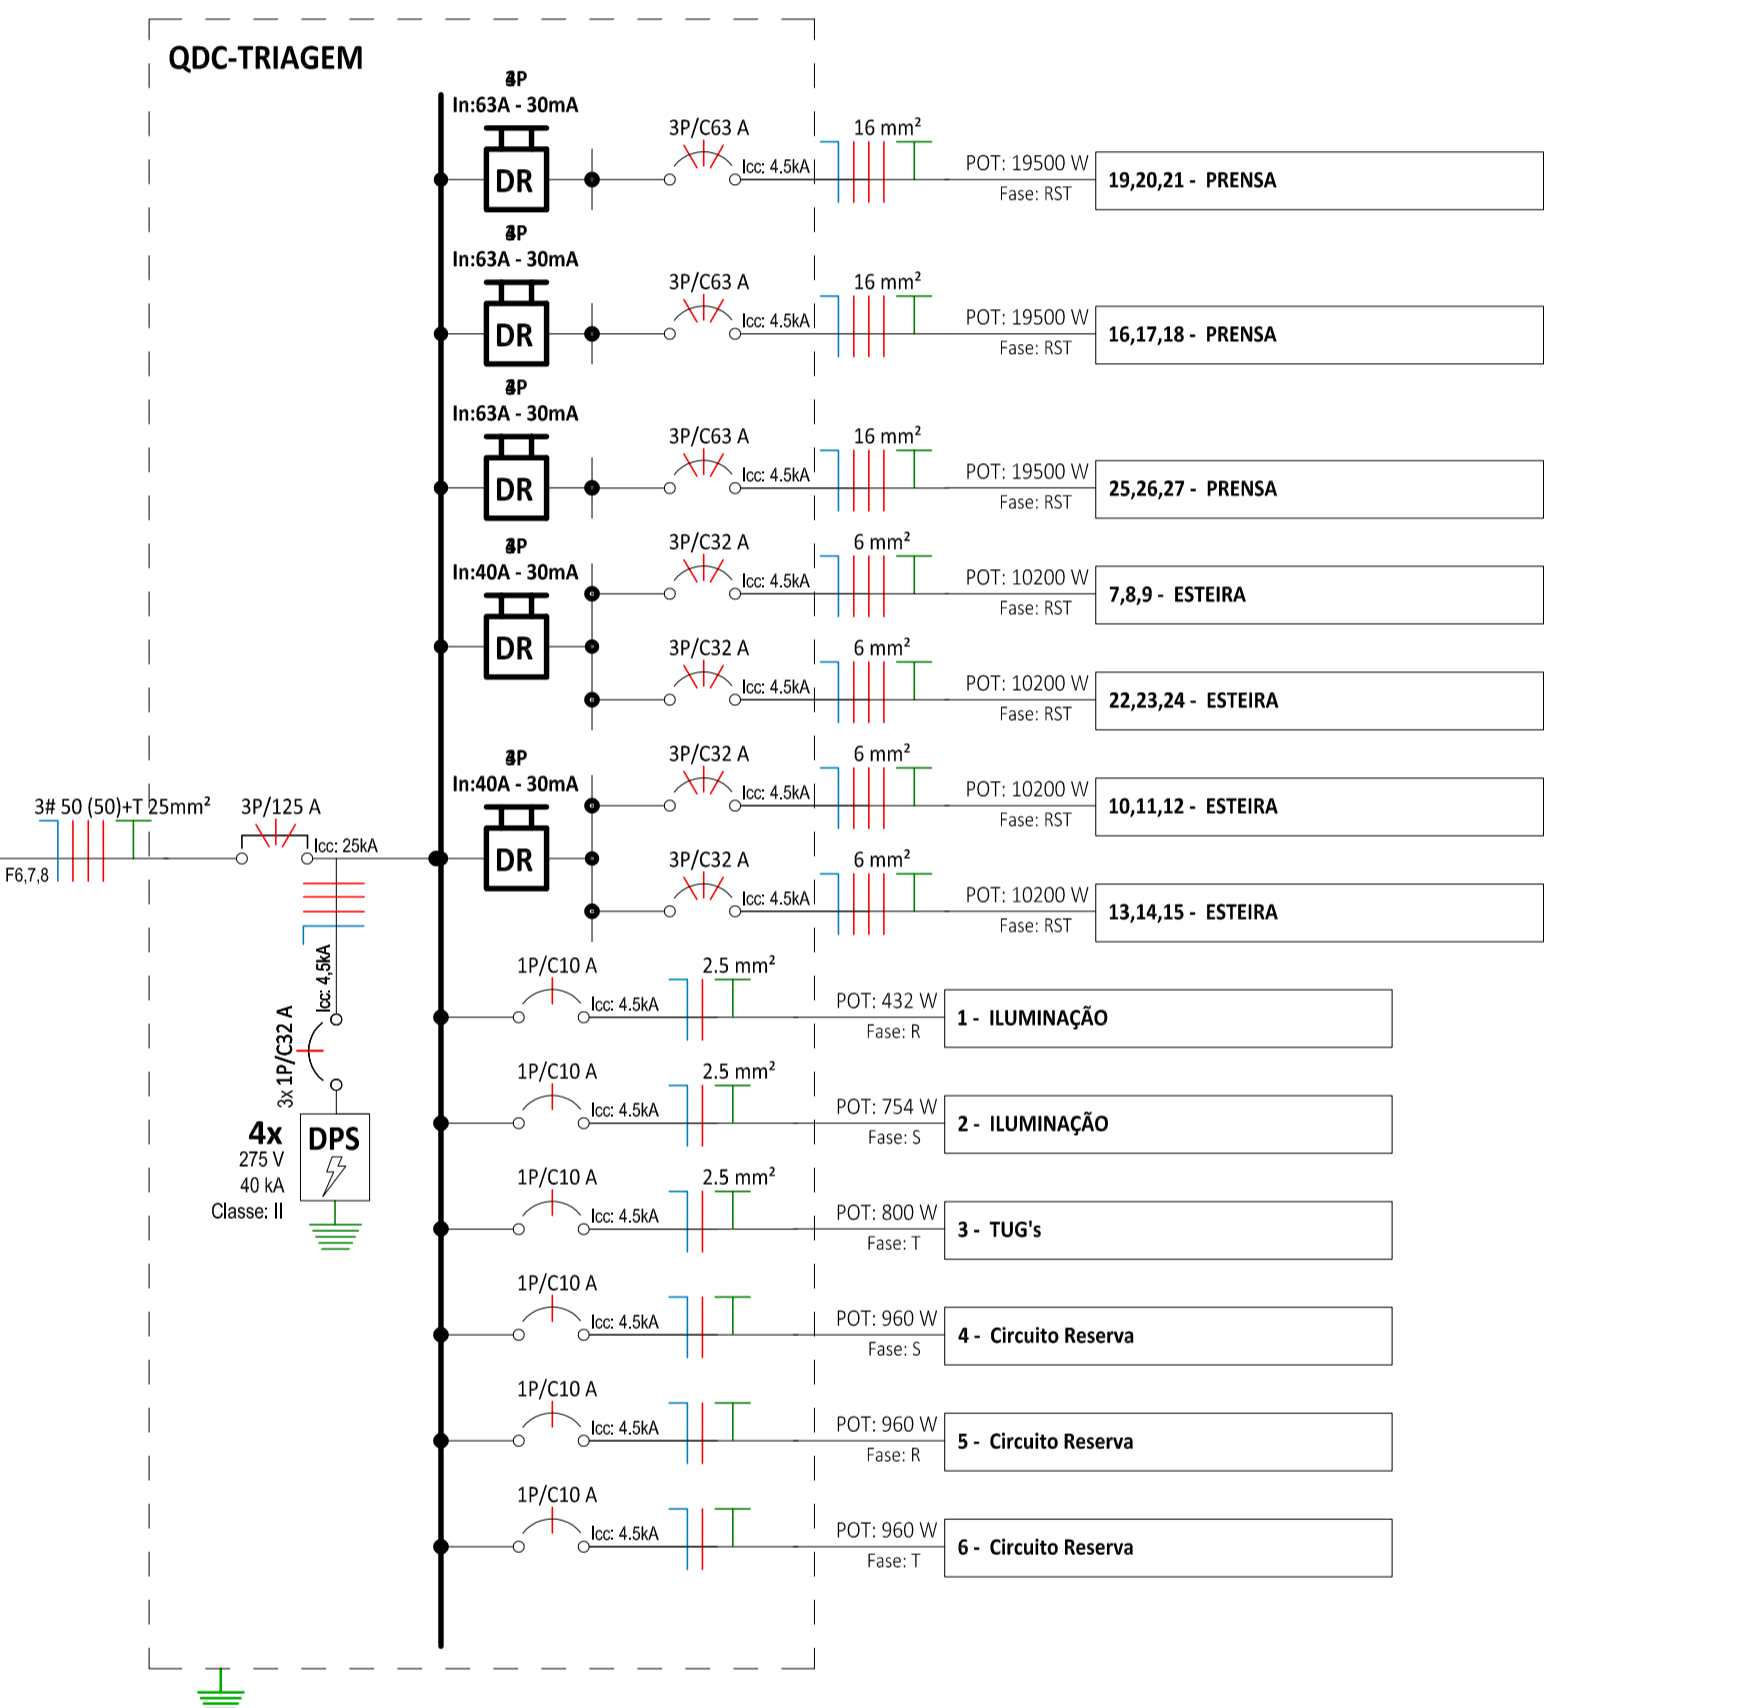 QDC-TRIAGEM
In:63A - 30mA
DR
3P/C63 A
Icc: 4.5kA
16 mm²
POT: 19500 W
Fase: RST
19,20,21 - PRENSA
In:63A - 30mA
DR
3P/C63 A
Icc: 4.5kA
16 mm²
POT: 19500 W
Fase: RST
16,17,18 - PRENSA
In:63A - 30mA
DR
3P/C63 A
Icc: 4.5kA
16 mm²
POT: 19500 W
Fase: RST
25,26,27 - PRENSA
In:40A - 30mA
DR
3P/C32 A
Icc: 4.5kA
6 mm²
POT: 10200 W
Fase: RST
7,8,9 - ESTEIRA
3P/C32 A
Icc: 4.5kA
6 mm²
POT: 10200 W
Fase: RST
22,23,24 - ESTEIRA
In:40A - 30mA
DR
3P/C32 A
Icc: 4.5kA
6 mm²
POT: 10200 W
Fase: RST
10,11,12 - ESTEIRA
3P/C32 A
Icc: 4.5kA
6 mm²
POT: 10200 W
Fase: RST
13,14,15 - ESTEIRA
3# 50 (50)+T 25mm²
F6,7,8
3P/125 A
Icc: 25kA
Icc: 4,5kA
3x 1P/C32 A
4x
275 V
40 kA
Classe: II
DPS
1P/C10 A
Icc: 4.5kA
2.5 mm²
POT: 432 W
Fase: R
1 - ILUMINAÇÃO
1P/C10 A
Icc: 4.5kA
2.5 mm²
POT: 754 W
Fase: S
2 - ILUMINAÇÃO
1P/C10 A
Icc: 4.5kA
2.5 mm²
POT: 800 W
Fase: T
3 - TUG's
1P/C10 A
Icc: 4.5kA
POT: 960 W
Fase: S
4 - Circuito Reserva
1P/C10 A
Icc: 4.5kA
POT: 960 W
Fase: R
5 - Circuito Reserva
1P/C10 A
Icc: 4.5kA
POT: 960 W
Fase: T
6 - Circuito Reserva